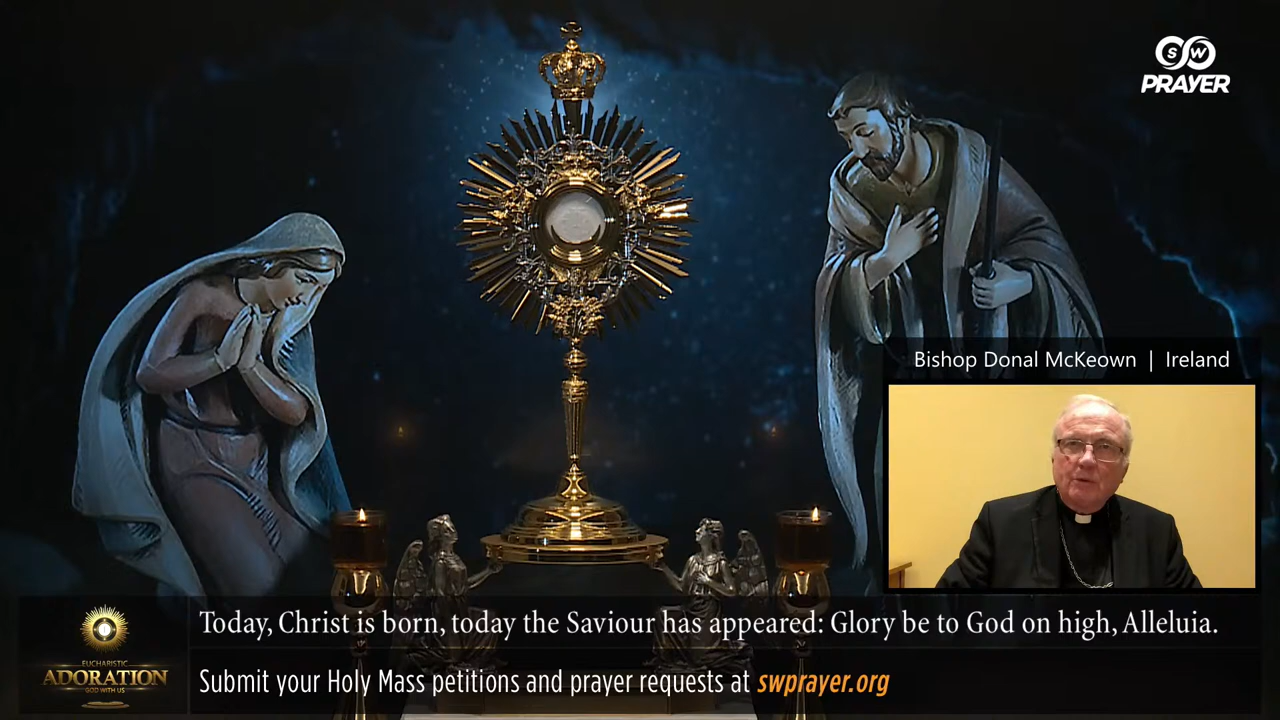 SW
PRAYER
Bishop Donal McKeown | Ireland
Today, Christ is born, today the Saviour has appeared: Glory be to God on high, Alleluia.
EUCHARISTIC
ADORATION
GOD WITH US
Submit your Holy Mass petitions and prayer requests at swprayer.org